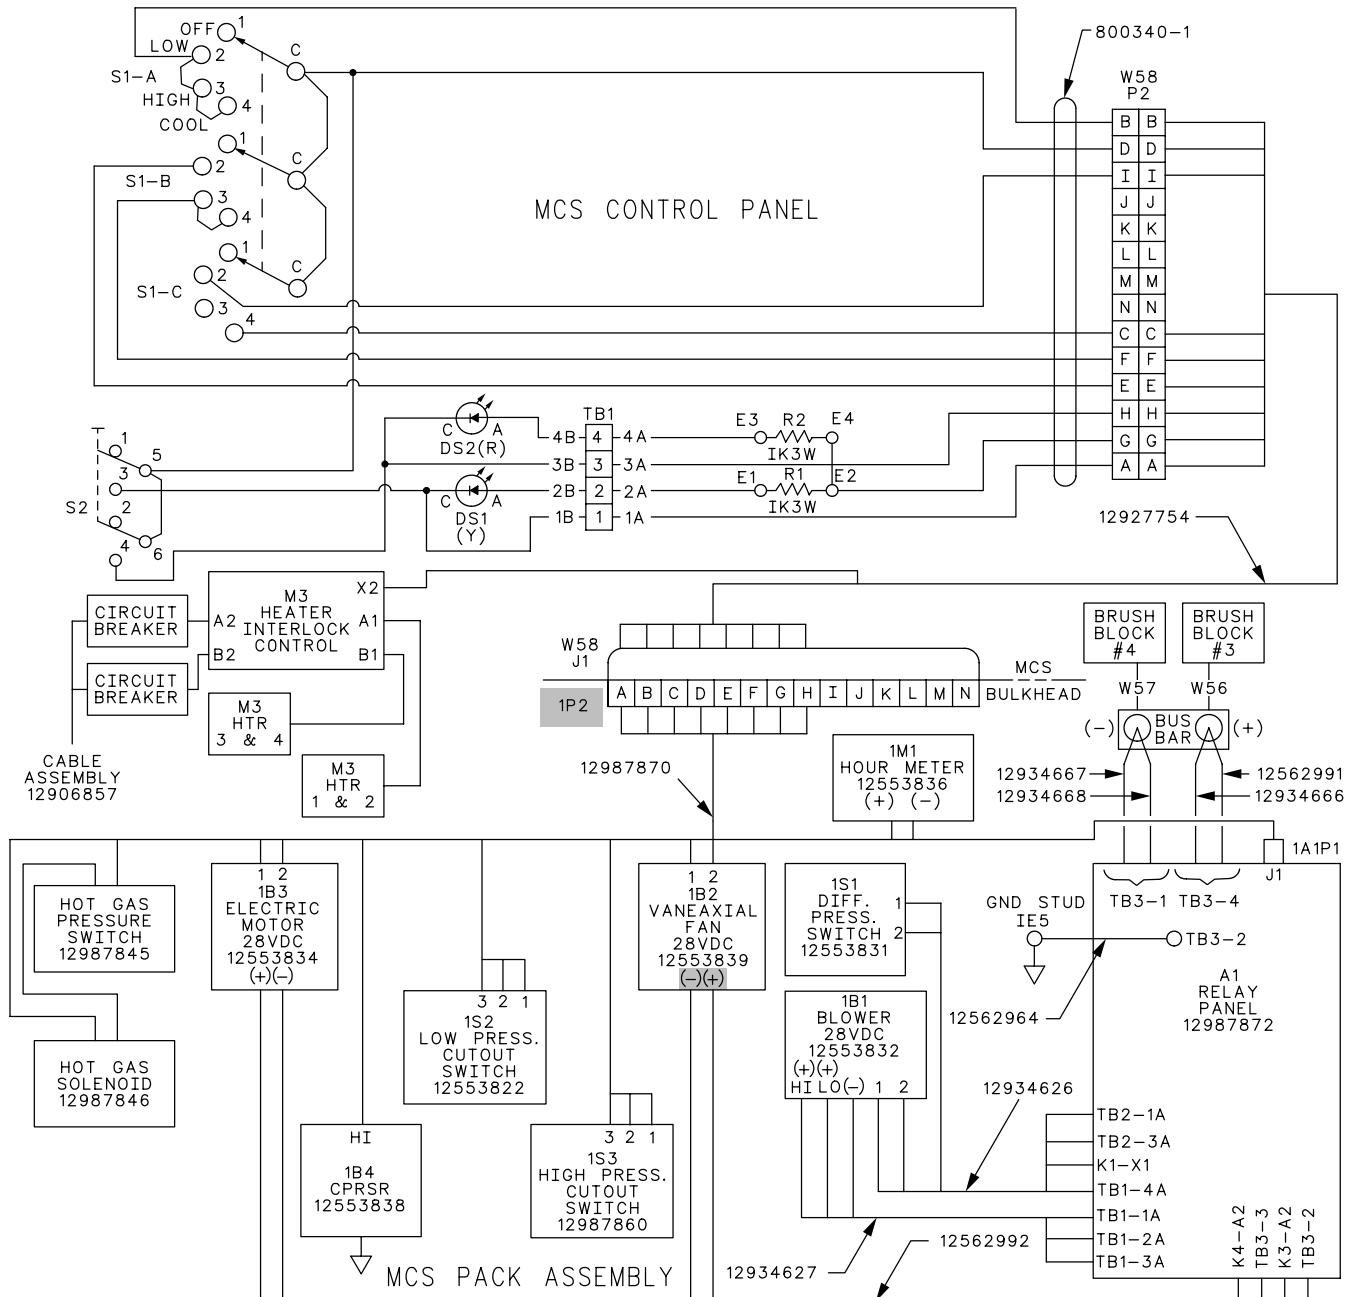 OFF 1
LOW 2
S1-A
HIGH 3
4
COOL
C
1
2
S1-B
3
4
C
1
2
S1-C
3
4
C
MCS CONTROL PANEL
800340-1
W58
P2
B B
D D
I I
J J
K K
L L
M M
N N
C C
F F
E E
H H
G G
A A
S2
1
3
5
2
4
6
C A
DS2(R)
C A
DS1
(Y)
TB1
4B 4 4A
3B 3 3A
2B 2 2A
1B 1 1A
E3 R2 E4
IK3W
E1 R1 E2
IK3W
12927754
CIRCUIT
BREAKER
CIRCUIT
BREAKER
CABLE
ASSEMBLY
12906857
M3
HEATER
INTERLOCK
CONTROL
X2
A2 A1
B2 B1
M3
HTR
3 & 4
M3
HTR
1 & 2
W58
J1
1P2
A B C D E F G H I J K L M N
MCS
BULKHEAD
BRUSH
BLOCK
#4
BRUSH
BLOCK
#3
W57 W56
(-) BUS
BAR (+)
12934667
12934668
12562991
12934666
12987870
1M1
HOUR METER
12553836
(+) (-)
1A1P1
J1
HOT GAS
PRESSURE
SWITCH
12987845
HOT GAS
SOLENOID
12987846
1 2
1B3
ELECTRIC
MOTOR
28VDC
12553834
(+)(-)
HI
1B4
CPRSR
12553838
3 2 1
1S2
LOW PRESS.
CUTOUT
SWITCH
12553822
3 2 1
1S3
HIGH PRESS.
CUTOUT
SWITCH
12987860
1 2
1B2
VANEAXIAL
FAN
28VDC
12553839
(-)(+)
1S1
DIFF.
PRESS.
SWITCH
12553831
1
2
1B1
BLOWER
28VDC
12553832
(+)(+)
HI LO(-) 1 2
GND STUD
IE5
TB3-1 TB3-4
TB3-2
A1
RELAY
PANEL
12987872
12562964
12934626
TB2-1A
TB2-3A
K1-X1
TB1-4A
TB1-1A
TB1-2A
TB1-3A
K4-A2
TB3-3
K3-A2
TB3-2
12934627
12562992
MCS PACK ASSEMBLY